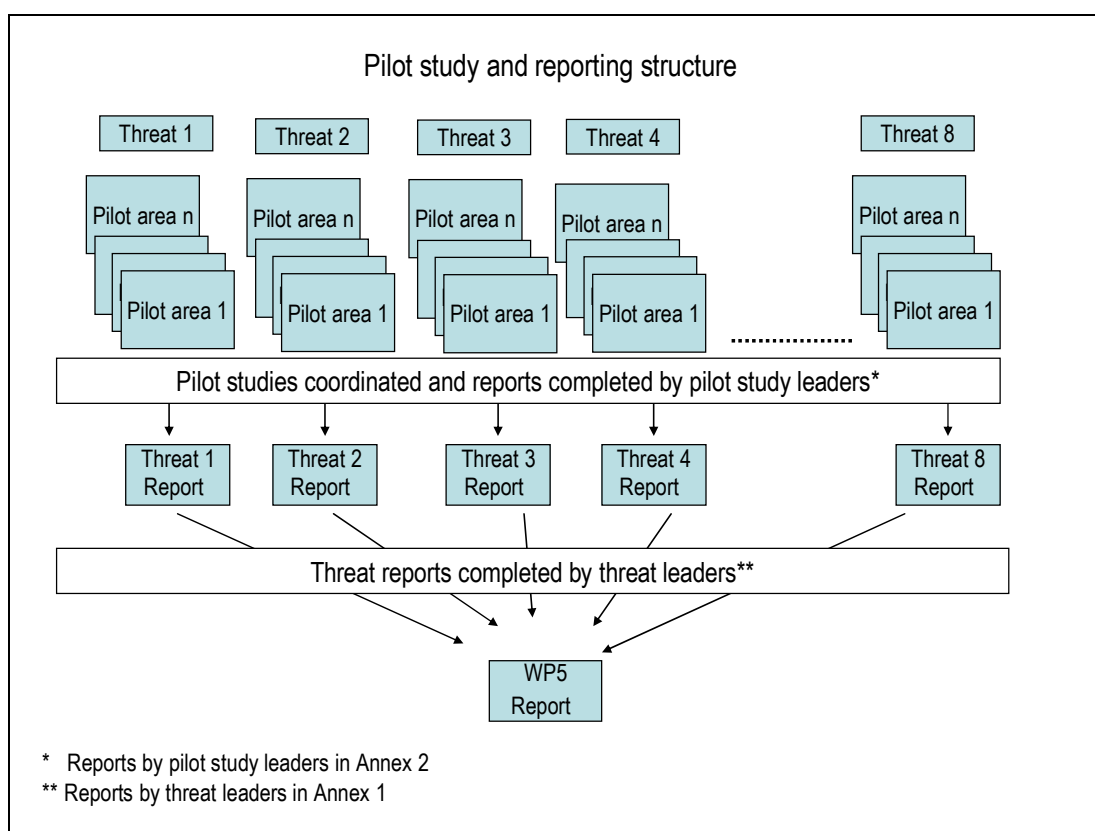 Pilot study and reporting structure
Threat 1
Threat 2
Threat 3
Threat 4
Threat 8
Pilot area n
Pilot area n
Pilot area n
Pilot area n
Pilot area n
Pilot area 1
Pilot area 1
Pilot area 1
Pilot area 1
Pilot area 1
Pilot studies coordinated and reports completed by pilot study leaders*
Threat 1
Report
Threat 2
Report
Threat 3
Report
Threat 4
Report
Threat 8
Report
Threat reports completed by threat leaders**
WP5
Report
* Reports by pilot study leaders in Annex 2
** Reports by threat leaders in Annex 1